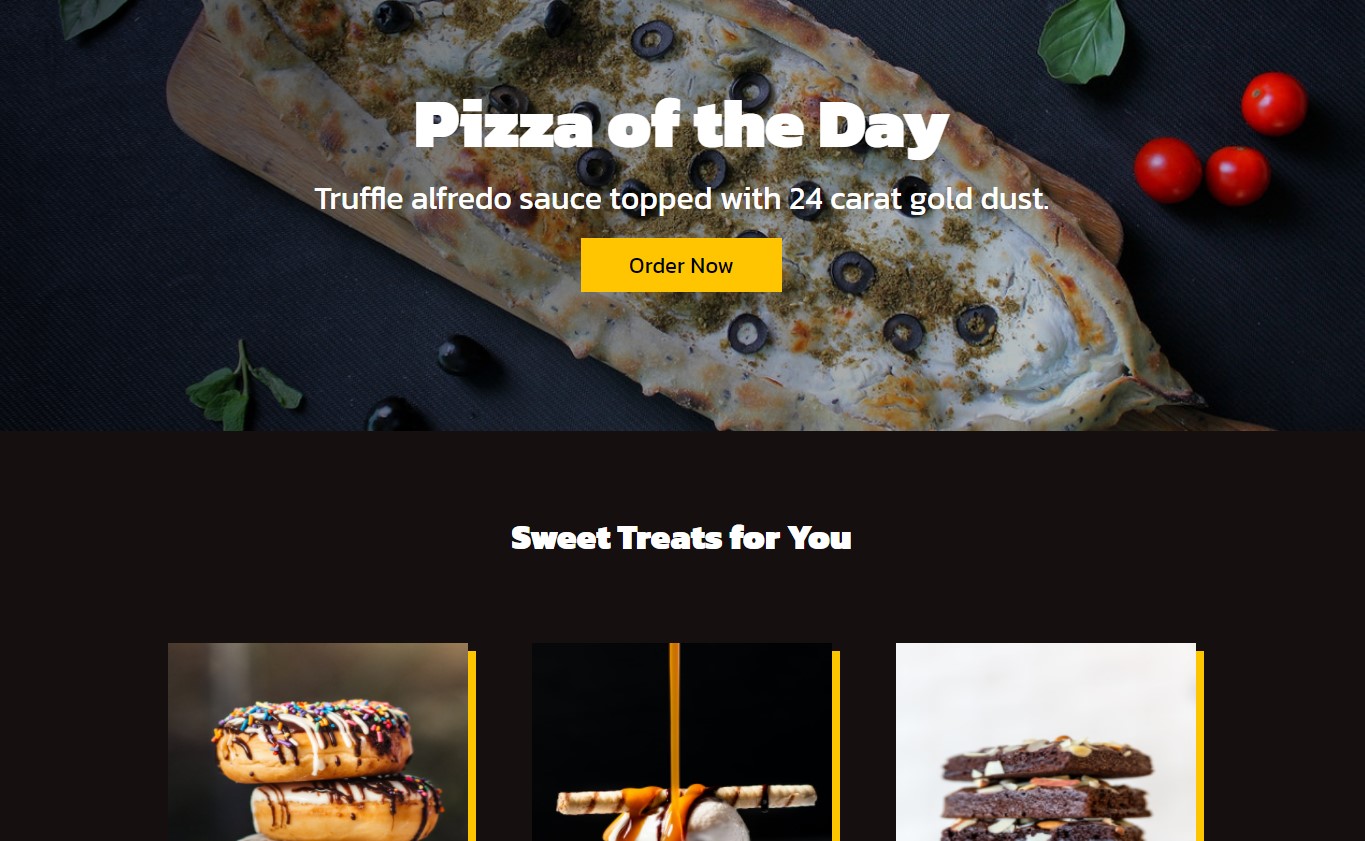 Pizza of the Day
Truffle alfredo sauce topped with 24 carat gold dust.
Order Now
Sweet Treats for You